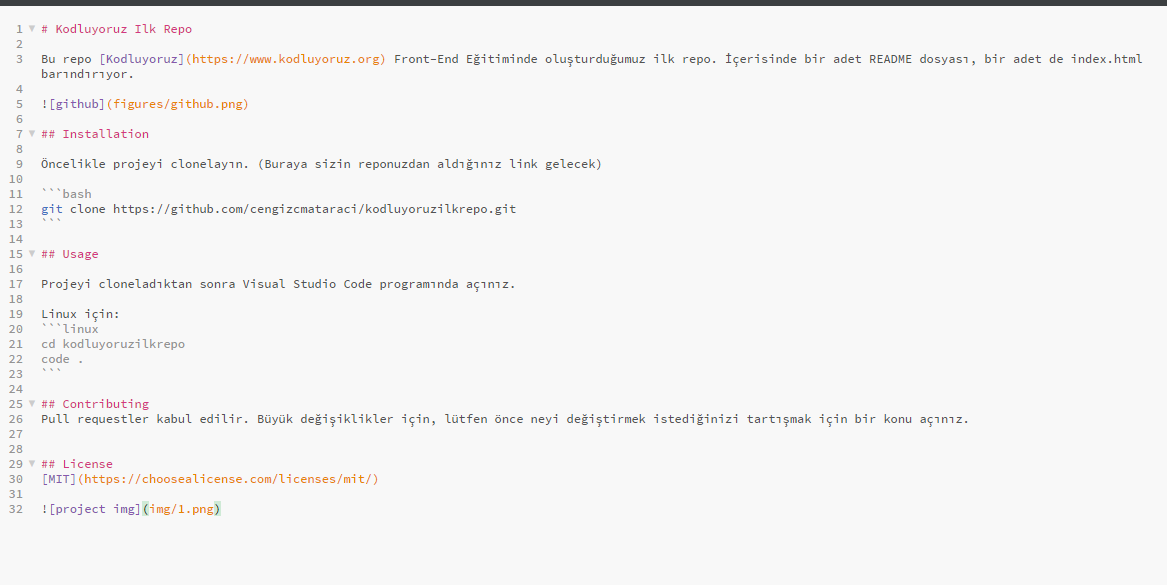 1 # Kodluyoruz Ilk Repo
2
3 Bu repo [Kodluyoruz](https://www.kodluyoruz.org) Front-End Eğitiminde oluşturduğumuz ilk repo. İçerisinde bir adet README dosyası, bir adet de index.html
barındırıyor.
4
5 ![github](figures/github.png)
6
7 ## Installation
8
9 Öncelikle projeyi clonelayın. (Buraya sizin reponuzdan aldığınız link gelecek)
10
11 ```bash
12 git clone https://github.com/cengizcmataraci/kodluyoruzilkrepo.git
13 ```
14
15 ## Usage
16
17 Projeyi cloneladıktan sonra Visual Studio Code programında açınız.
18
19 Linux için:
20 ```linux
21 cd kodluyoruzilkrepo
22 code .
23 ```
24
25 ## Contributing
26 Pull requestler kabul edilir. Büyük değişiklikler için, lütfen önce neyi değiştirmek istediğinizi tartışmak için bir konu açınız.
27
28
29 ## License
30 [MIT](https://choosealicense.com/licenses/mit/)
31
32 ![project img](img/1.png)